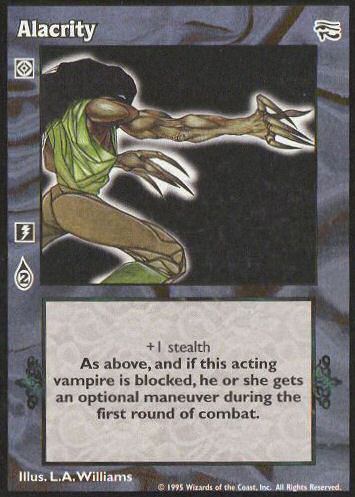 Alacrity
2
+1 stealth
As above, and if this acting
vampire is blocked, he or she gets
an optional maneuver during the
first round of combat.
Illus. L.A.Williams
© 1995 Wizards of the Coast, Inc. All Rights Reserved.